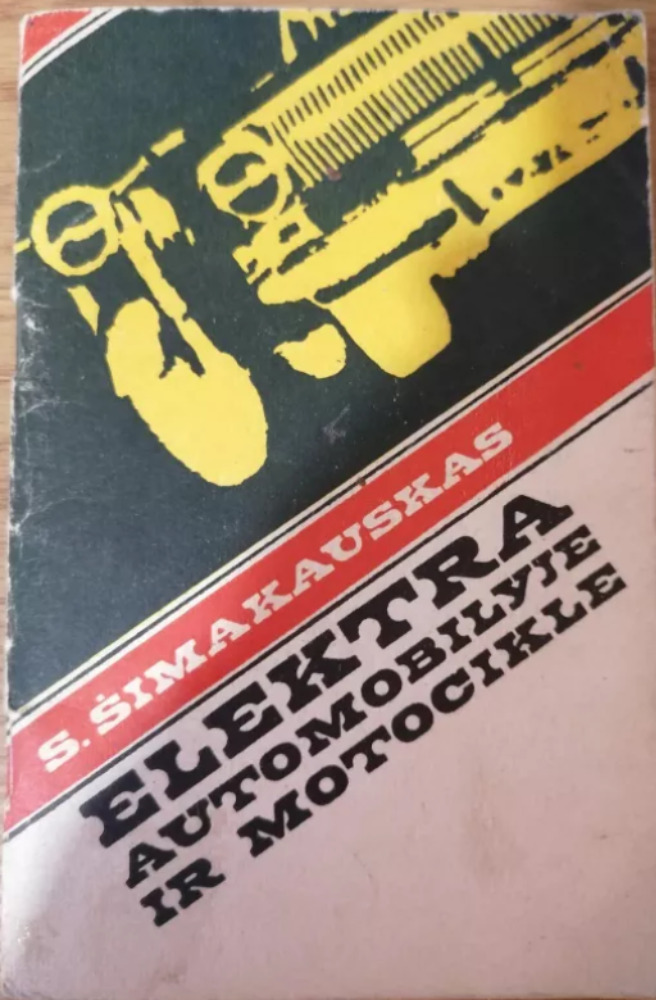 S. ŠIMAKAUSKAS
ELEKTRA
AUTOMOBILYJE
IR MOTOCIKLE